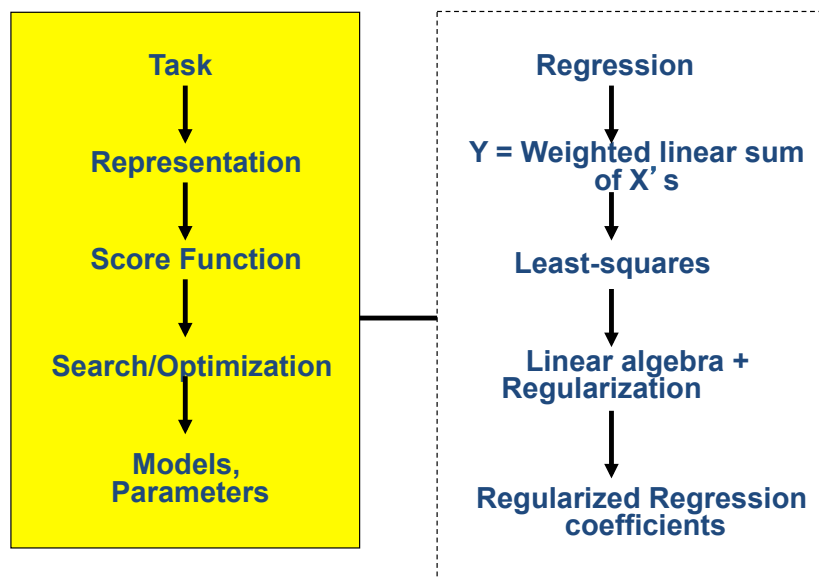 Task
Representation
Score Function
Search/Optimization
Models,
Parameters
Regression
Y = Weighted linear sum
of X’s
Least-squares
Linear algebra +
Regularization
Regularized Regression
coefficients